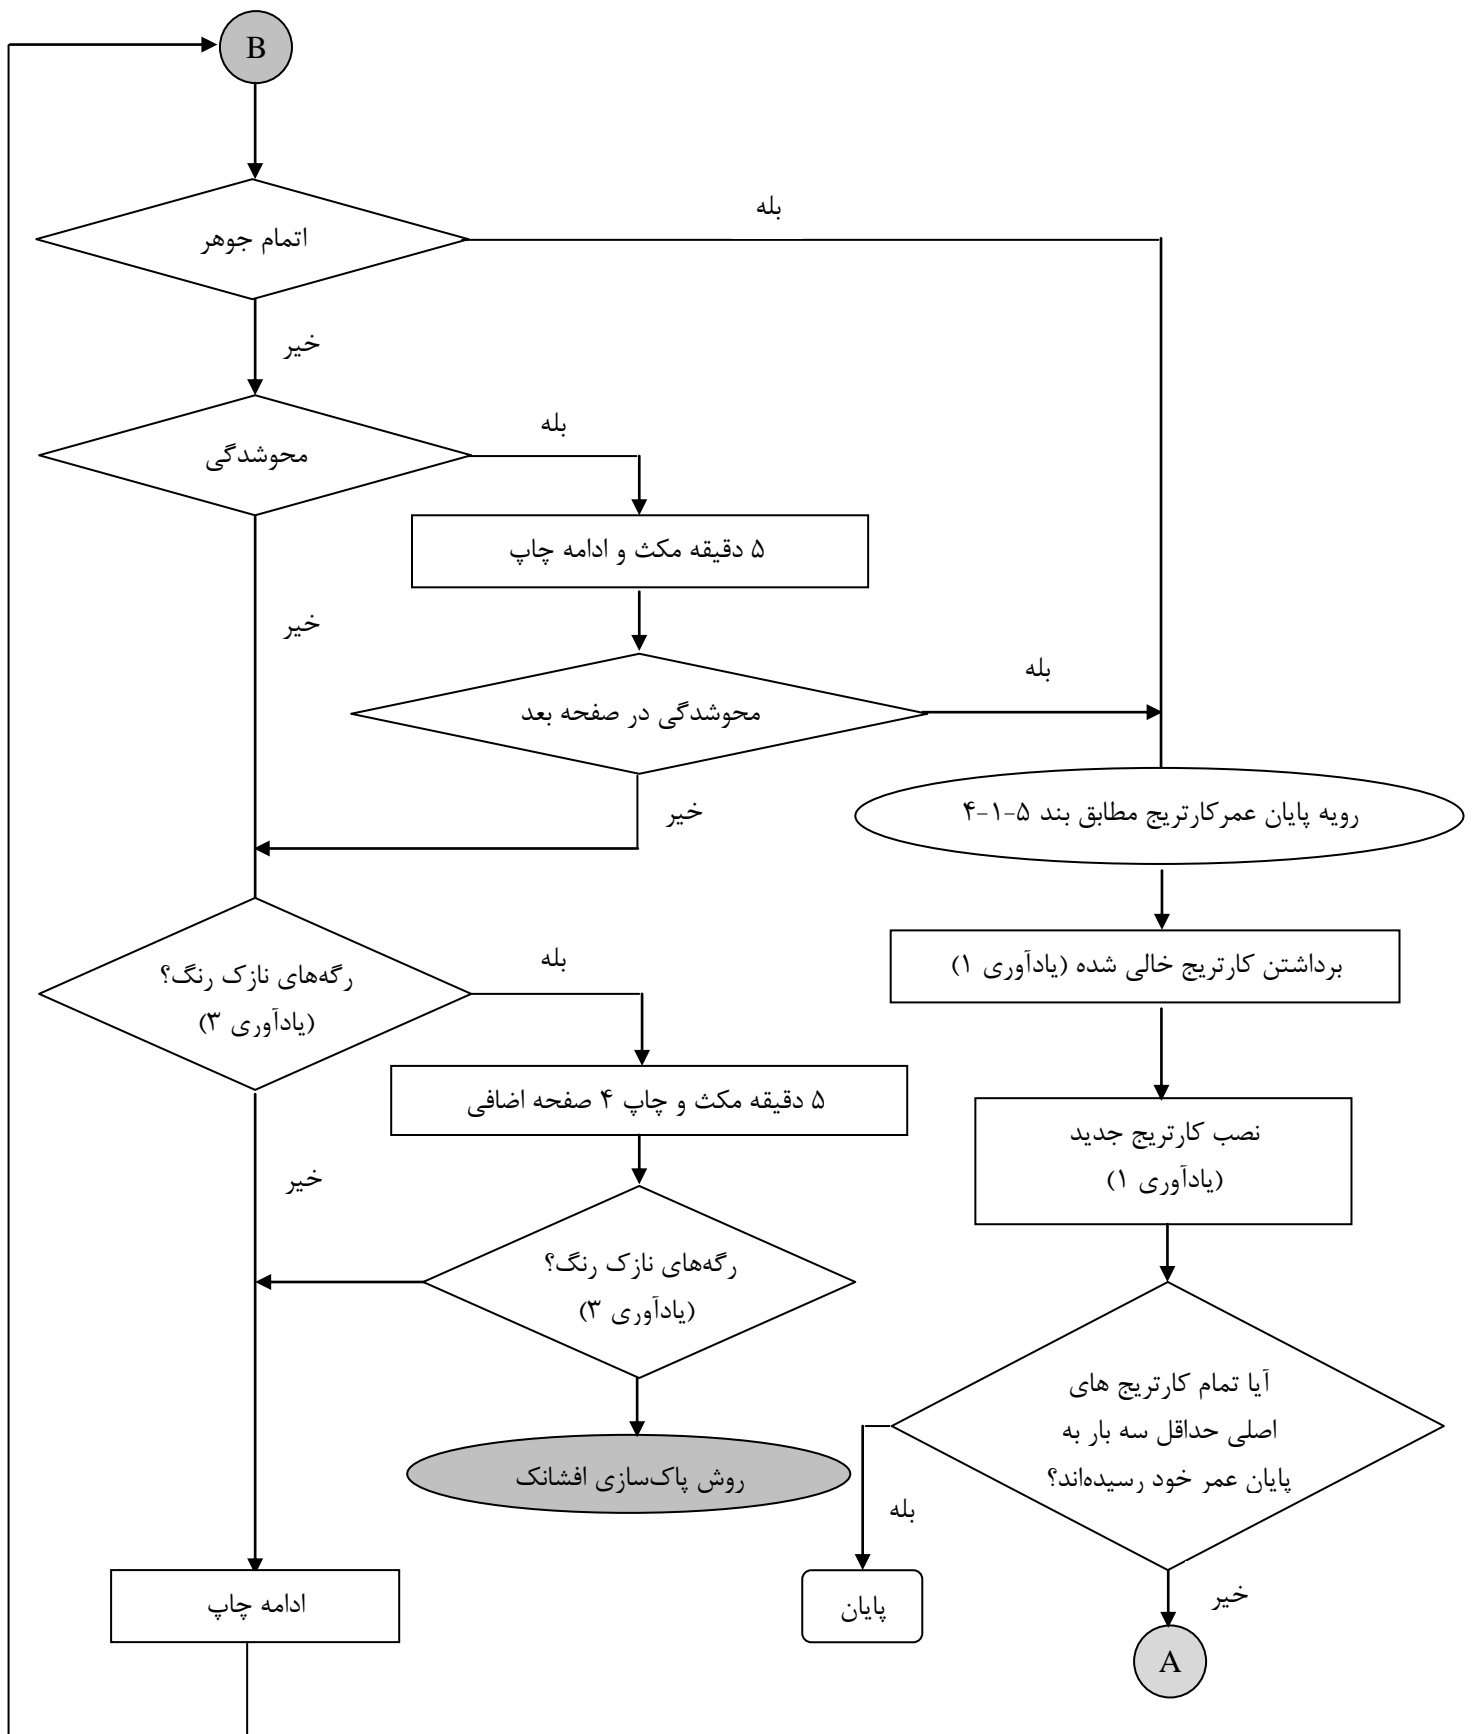 B
بله
اتمام جوهر
خیر
بله
محوشدگی
۵ دقیقه مکث و ادامه چاپ
خیر
بله
محوشدگی در صفحه بعد
خیر
رویه پایان عمرکارتریج مطابق بند ۵-۱-۴
بله
رگه‌های نازک رنگ؟
(یادآوری ۳)
برداشتن کارتریج خالی شده (یادآوری ۱)
۵ دقیقه مکث و چاپ ۴ صفحه اضافی
نصب کارتریج جدید
(یادآوری ۱)
خیر
رگه‌های نازک رنگ؟
(یادآوری ۳)
آیا تمام کارتریج های
اصلی حداقل سه بار به
پایان عمر خود رسیده‌اند؟
روش پاک‌سازی افشانک
بله
خیر
ادامه چاپ
پایان
A